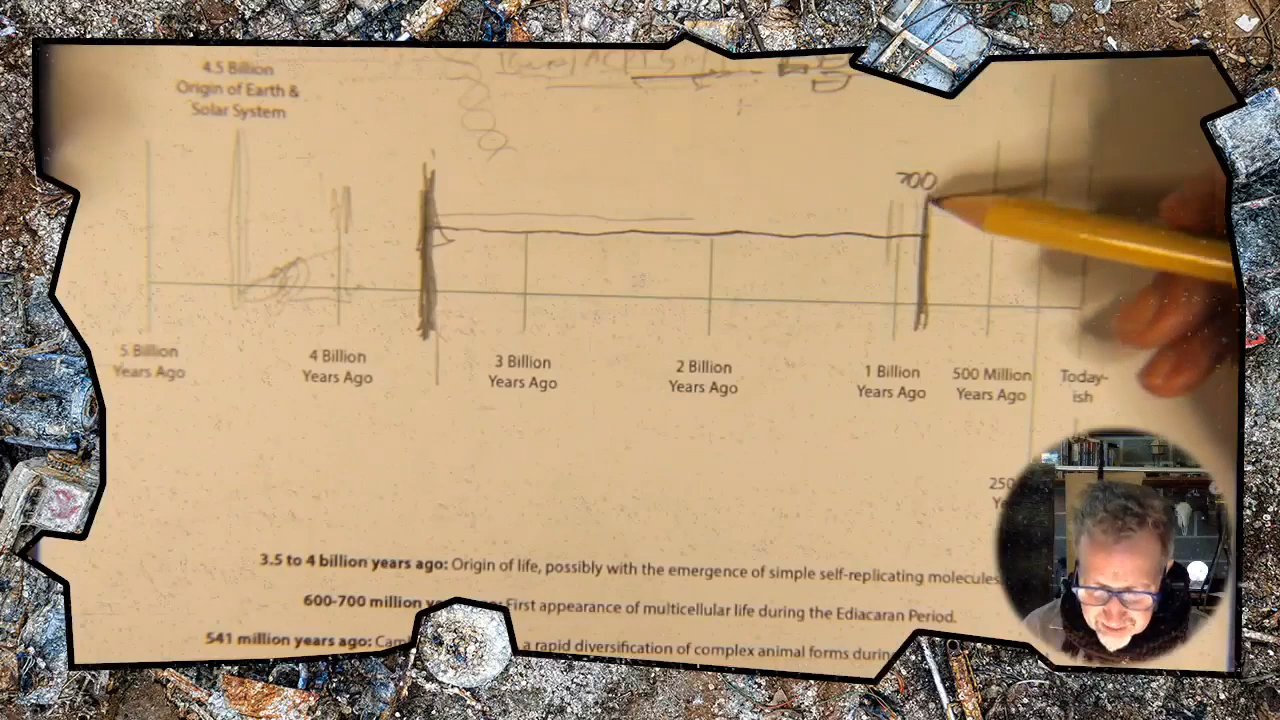 4.5 Billion
Origin of Earth &
Solar System
700
5 Billion
Years Ago
4 Billion
Years Ago
3 Billion
Years Ago
2 Billion
Years Ago
1 Billion
Years Ago
500 Million
Years Ago
Today-
ish
250
3.5 to 4 billion years ago: Origin of life, possibly with the emergence of simple self-replicating molecules
600-700 million First appearance of multicellular life during the Ediacaran Period.
541 million years ago: a rapid diversification of complex animal forms during